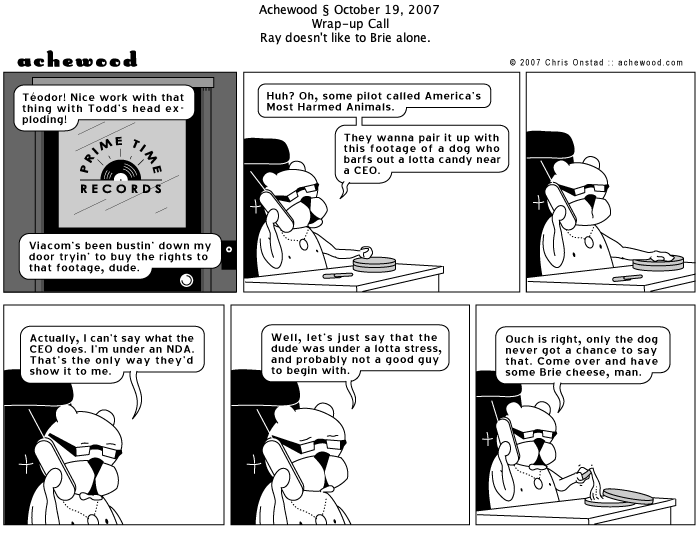 Achewood § October 19, 2007
Wrap-up Call
Ray doesn't like to Brie alone.
achewood
© 2007 Chris Onstad :: achewood.com
Téodor! Nice work with that
thing with Todd's head ex-
ploding!
PRIME TIME
RECORDS
Viacom's been bustin' down my
door tryin' to buy the rights to
that footage, dude.
Huh? Oh, some pilot called America's
Most Harmed Animals.
They wanna pair it up with
this footage of a dog who
barfs out a lotta candy near
a CEO.
Actually, I can't say what the
CEO does. I'm under an NDA.
That's the only way they'd
show it to me.
Well, let's just say that the
dude was under a lotta stress,
and probably not a good guy
to begin with.
Ouch is right, only the dog
never got a chance to say
that. Come over and have
some Brie cheese, man.